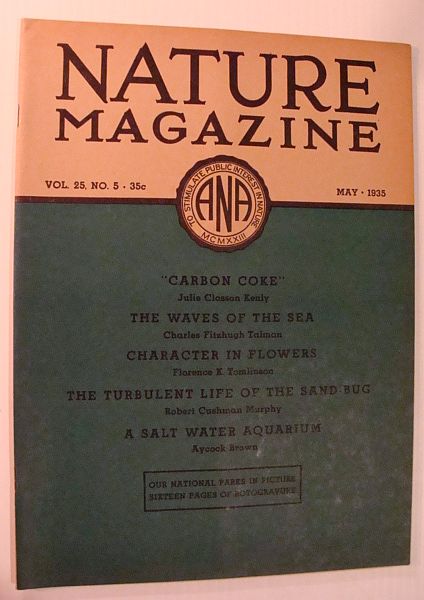 NATURE
MAGAZINE
VOL. 25, NO. 5 · 35c
MAY · 1935
TO STIMULATE PUBLIC INTEREST IN NATURE
ANA
MCMXXIII
"CARBON COKE"
Julie Closson Kenly
THE WAVES OF THE SEA
Charles Fitzhugh Talman
CHARACTER IN FLOWERS
Florence K. Tomlinson
THE TURBULENT LIFE OF THE SAND BUG
Robert Cushman Murphy
A SALT WATER AQUARIUM
Aycock Brown
OUR NATIONAL PARKS IN PICTURE
SIXTEEN PAGES OF ROTOGRAVURE